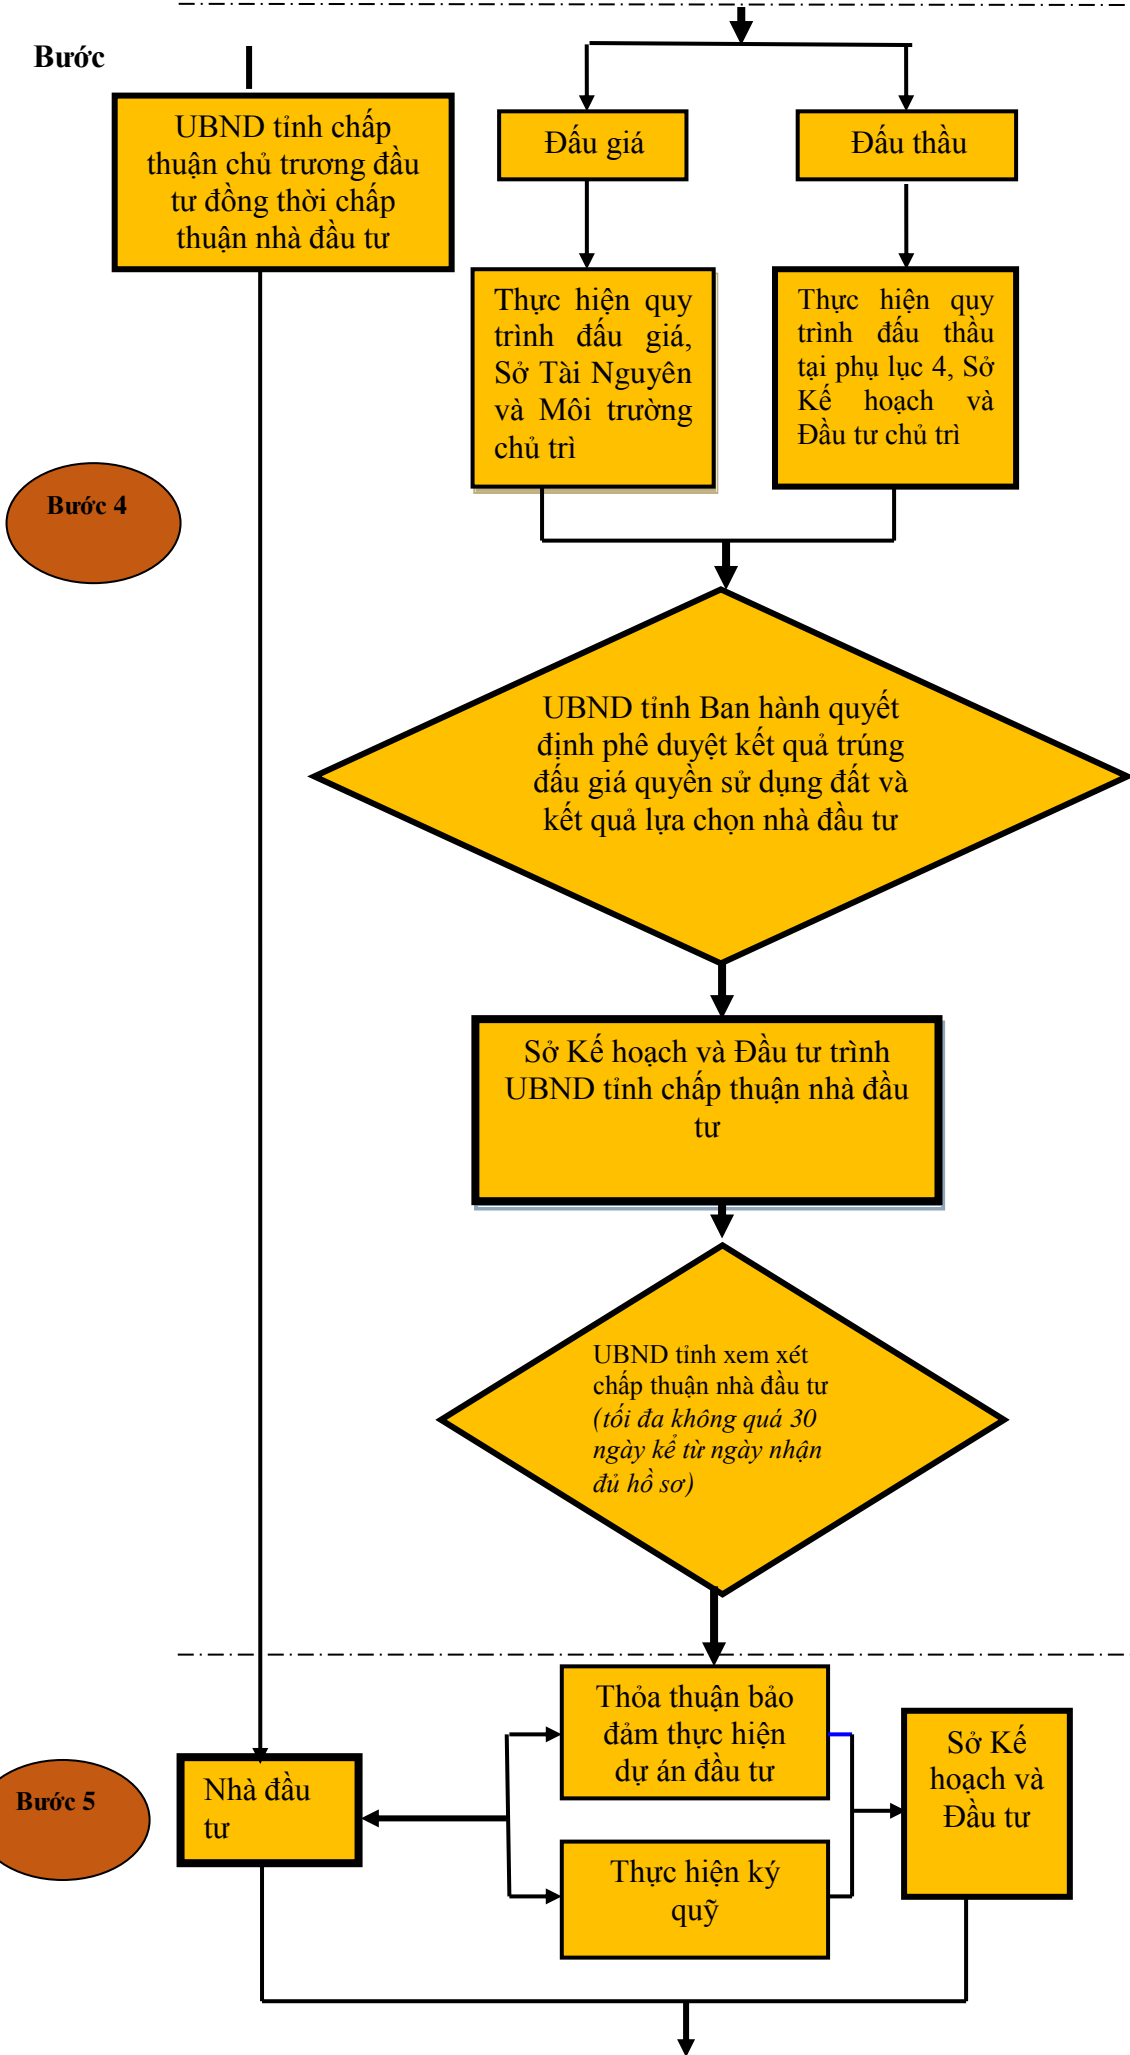 Bước
UBND tỉnh chấp
thuận chủ trương đầu
tư đồng thời chấp
thuận nhà đầu tư
Đấu giá
Đấu thầu
Thực hiện quy
trình đấu giá,
Sở Tài Nguyên
và Môi trường
chủ trì
Thực hiện quy
trình đấu thầu
tại phụ lục 4, Sở
Kế hoạch và
Đầu tư chủ trì
Bước 4
UBND tỉnh Ban hành quyết
định phê duyệt kết quả trúng
đấu giá quyền sử dụng đất và
kết quả lựa chọn nhà đầu tư
Sở Kế hoạch và Đầu tư trình
UBND tỉnh chấp thuận nhà đầu
tư
UBND tỉnh xem xét
chấp thuận nhà đầu tư
(tối đa không quá 30
ngày kể từ ngày nhận
đủ hồ sơ)
Bước 5
Nhà đầu
tư
Thỏa thuận bảo
đảm thực hiện
dự án đầu tư
Thực hiện ký
quỹ
Sở Kế
hoạch và
Đầu tư